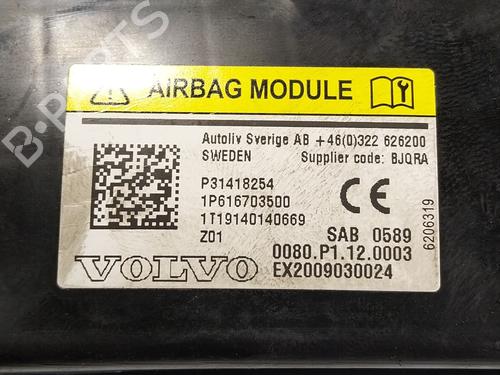 AIRBAG MODULE
Autoliv Sverige AB +46(0)322 626200
SWEDEN Supplier code: BJQRA
P31418254
1P616703500
1T19140140669
Z01
SAB 0589
0080.P1.12.0003
EX2009030024
VOLVO
6206319
CE
B-PARTS